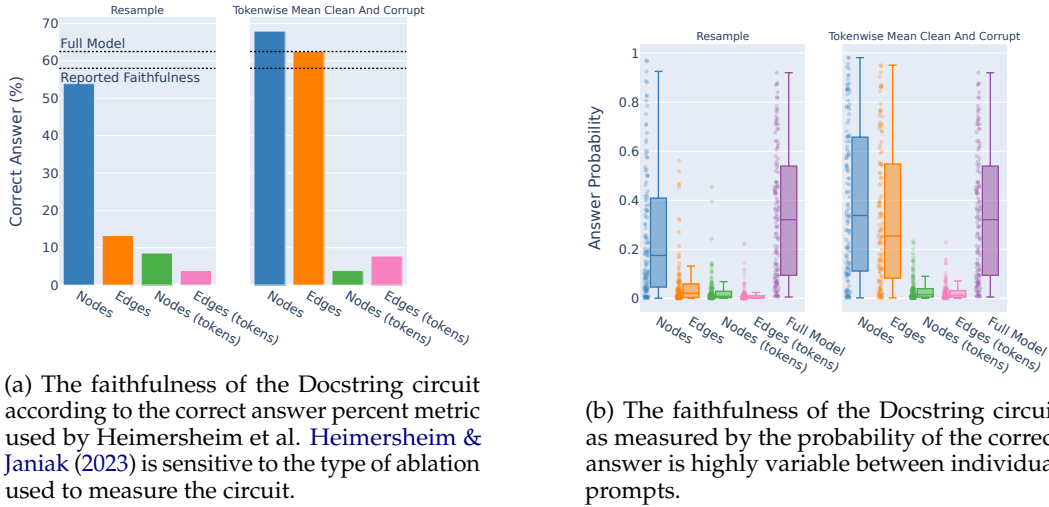 Resample
Tokenwise Mean Clean And Corrupt
70
60
50
40
30
20
10
0
Correct Answer (%)
Full Model
Reported Faithfulness
Nodes
Edges
Nodes (tokens)
Edges (tokens)
Nodes
Edges
Nodes (tokens)
Edges (tokens)
(a) The faithfulness of the Docstring circuit
according to the correct answer percent metric
used by Heimersheim et al. Heimersheim &
Janiak (2023) is sensitive to the type of ablation
used to measure the circuit.
Resample
Tokenwise Mean Clean And Corrupt
1
0.8
0.6
0.4
0.2
0
Answer Probability
Nodes
Edges
Nodes (tokens)
Edges (tokens)
Full Model
Nodes
Edges
Nodes (tokens)
Edges (tokens)
Full Model
(b) The faithfulness of the Docstring circui
as measured by the probability of the correc
answer is highly variable between individua
prompts.